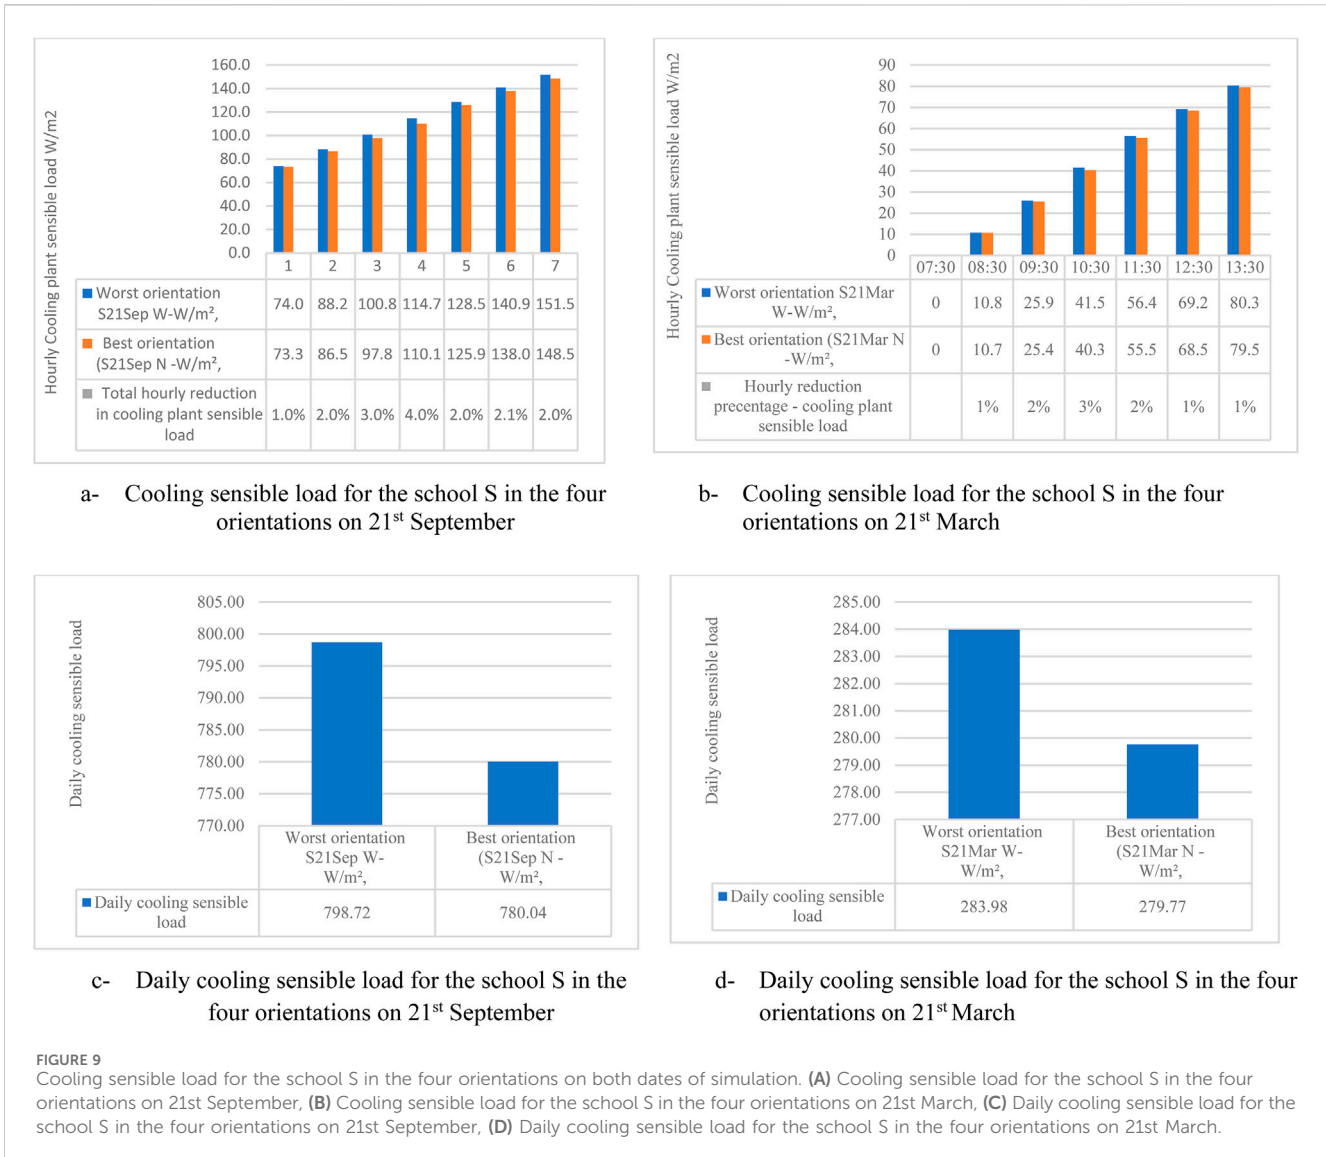 Hourly Cooling plant sensible load W/m2
160.0
140.0
120.0
100.0
80.0
60.0
40.0
20.0
0.0
1 2 3 4 5 6 7
Worst orientation
S21Sep W-W/m²,
74.0 88.2 100.8 114.7 128.5 140.9 151.5
Best orientation
(S21Sep N -W/m²,
73.3 86.5 97.8 110.1 125.9 138.0 148.5
Total hourly reduction
in cooling plant sensible
load
1.0% 2.0% 3.0% 4.0% 2.0% 2.1% 2.0%
a- Cooling sensible load for the school S in the four
orientations on 21st September
Hourly Cooling plant sensible load W/m2
90
80
70
60
50
40
30
20
10
0
07:30 08:30 09:30 10:30 11:30 12:30 13:30
Worst orientation S21Mar
W-W/m²,
0 10.8 25.9 41.5 56.4 69.2 80.3
Best orientation (S21Mar N
-W/m²,
0 10.7 25.4 40.3 55.5 68.5 79.5
Hourly reduction
precentage - cooling plant
sensible load
1% 2% 3% 2% 1% 1%
b- Cooling sensible load for the school S in the four
orientations on 21st March
Daily cooling sensible load
805.00
800.00
795.00
790.00
785.00
780.00
775.00
770.00
Worst orientation
S21Sep W-
W/m²,
Best orientation
(S21Sep N -
W/m²,
Daily cooling sensible
load
798.72 780.04
c- Daily cooling sensible load for the school S in the
four orientations on 21st September
Daily cooling sensible load
285.00
284.00
283.00
282.00
281.00
280.00
279.00
278.00
277.00
Worst orientation
S21Mar W-
W/m²,
Best orientation
(S21Mar N -
W/m²,
Daily cooling sensible
load
283.98 279.77
d- Daily cooling sensible load for the school S in the four
orientations on 21st March
FIGURE 9
Cooling sensible load for the school S in the four orientations on both dates of simulation. (A) Cooling sensible load for the school S in the four
orientations on 21st September, (B) Cooling sensible load for the school S in the four orientations on 21st March, (C) Daily cooling sensible load for the
school S in the four orientations on 21st September, (D) Daily cooling sensible load for the school S in the four orientations on 21st March.